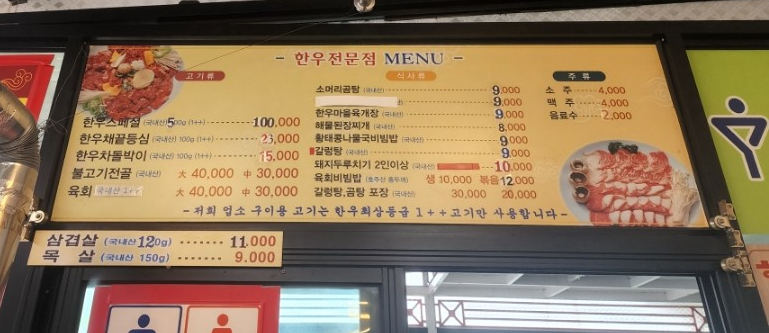 - 한우전문점 MENU -
고기류
한우스페셜 (국내산) 500g (1++) 100,000
한우채끝등심 (국내산) 100g (1++) 23,000
한우차돌박이 (국내산) 100g (1++) 15,000
불고기전골 (국내산) 大 40,000 中 30,000
육회 국내산 1++ 大 40,000 中 30,000
식사류
소머리곰탕 (국내산) 9,000
9,000
한우마을육개장 (국내산) 9,000
해물된장찌개 (국내산) 8,000
황태콩나물국비빔밥 (국내산) 9,000
갈렁탕 9,000
돼지두루치기 2인이상 (국내산) 10,000
육회비빔밥 생 10,000 볶음 12,000
갈렁탕,곰탕 포장 (국내산) 30,000 20,000
주류
소 주 4,000
맥 주 4,000
음료수 2,000
- 저희 업소 구이용 고기는 한우최상등급 1++고기만 사용합니다 -
삼겹살 (국내산 120g) 11,000
목 살 (국내산 150g) 9.000